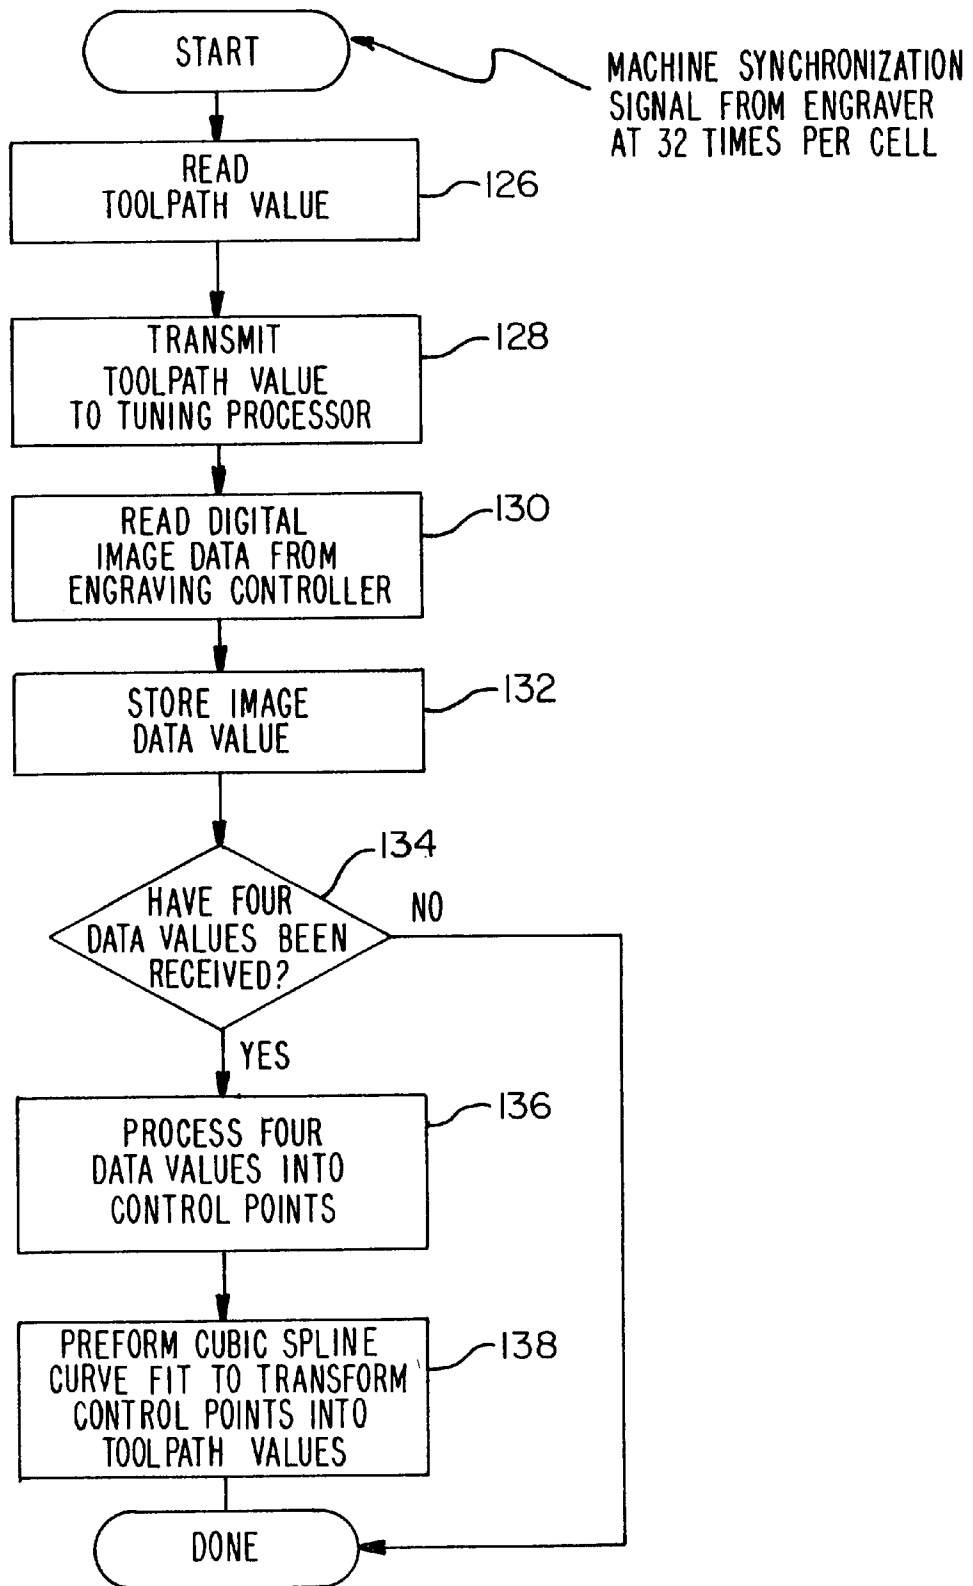 START
MACHINE SYNCHRONIZATION
SIGNAL FROM ENGRAVER
AT 32 TIMES PER CELL
READ
TOOLPATH VALUE
126
TRANSMIT
TOOLPATH VALUE
TO TUNING PROCESSOR
128
READ DIGITAL
IMAGE DATA FROM
ENGRAVING CONTROLLER
130
STORE IMAGE
DATA VALUE
132
HAVE FOUR
DATA VALUES BEEN
RECEIVED?
134
NO
YES
PROCESS FOUR
DATA VALUES INTO
CONTROL POINTS
136
PREFORM CUBIC SPLINE
CURVE FIT TO TRANSFORM
CONTROL POINTS INTO
TOOLPATH VALUES
138
DONE